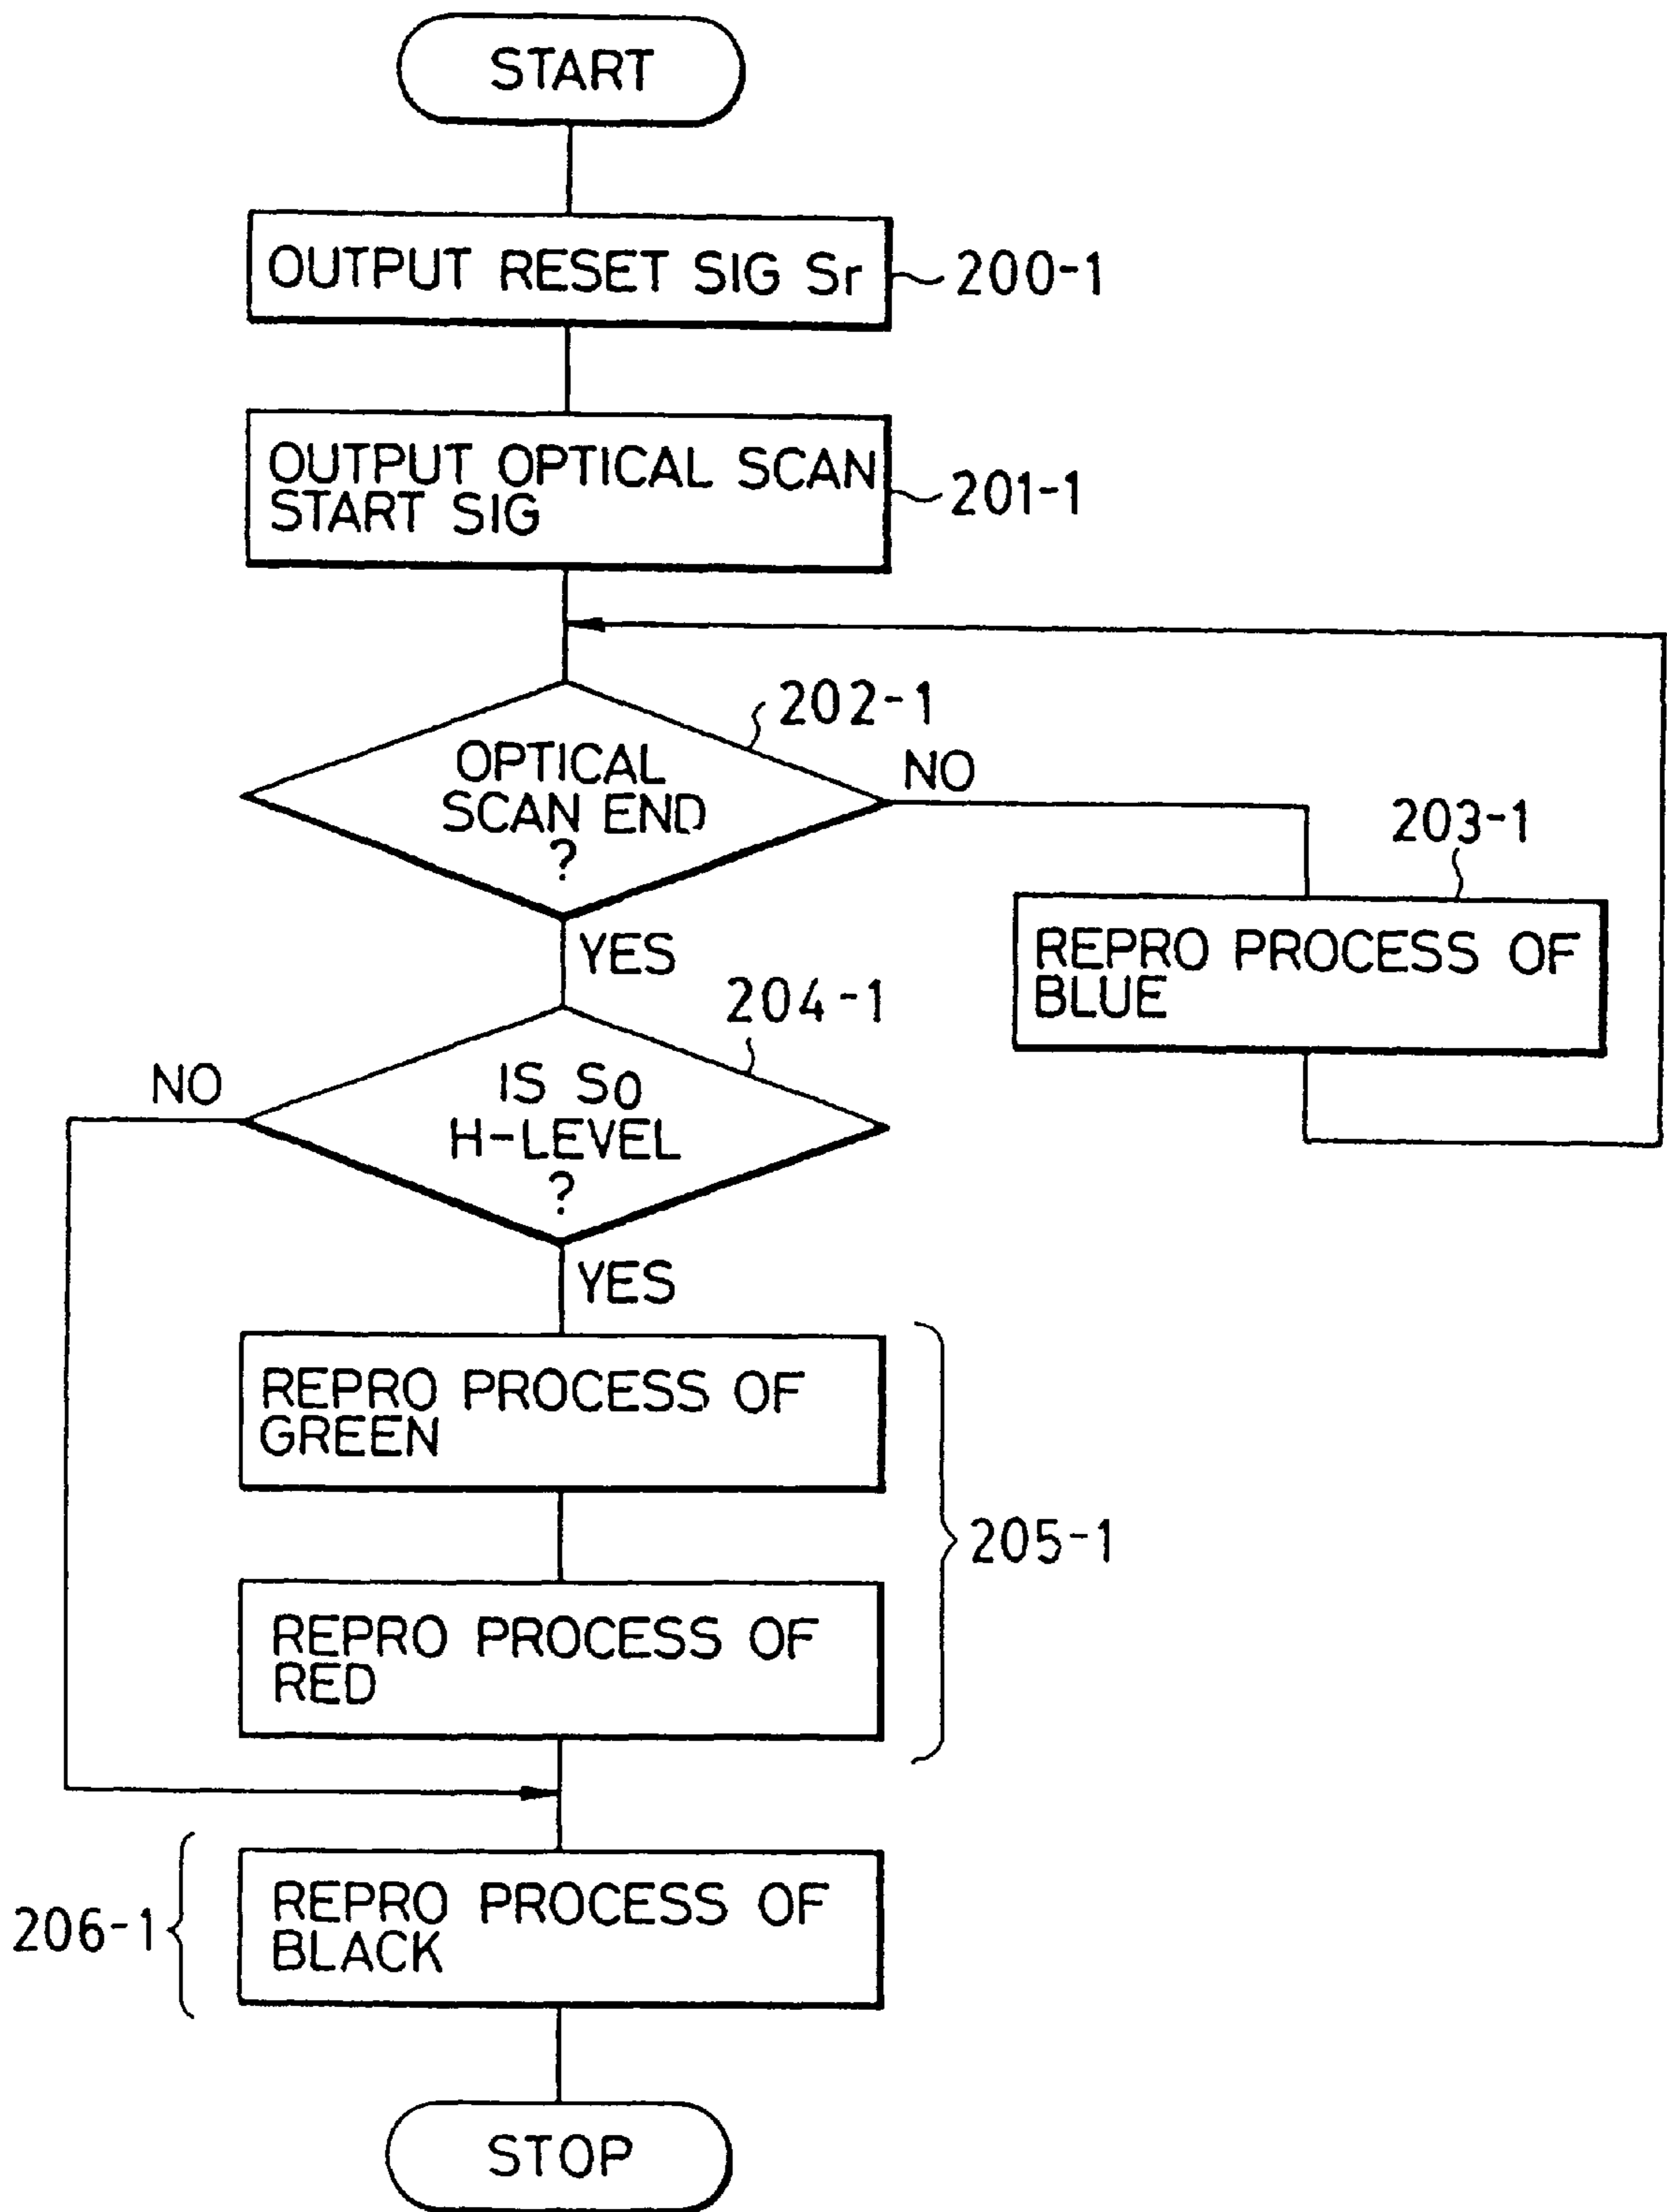 START
OUTPUT RESET SIG Sr
200-1
OUTPUT OPTICAL SCAN
START SIG
201-1
202-1
OPTICAL
SCAN END
?
NO
203-1
REPRO PROCESS OF
BLUE
YES
204-1
NO
IS So
H-LEVEL
?
YES
REPRO PROCESS OF
GREEN
205-1
REPRO PROCESS OF
RED
206-1
REPRO PROCESS OF
BLACK
STOP